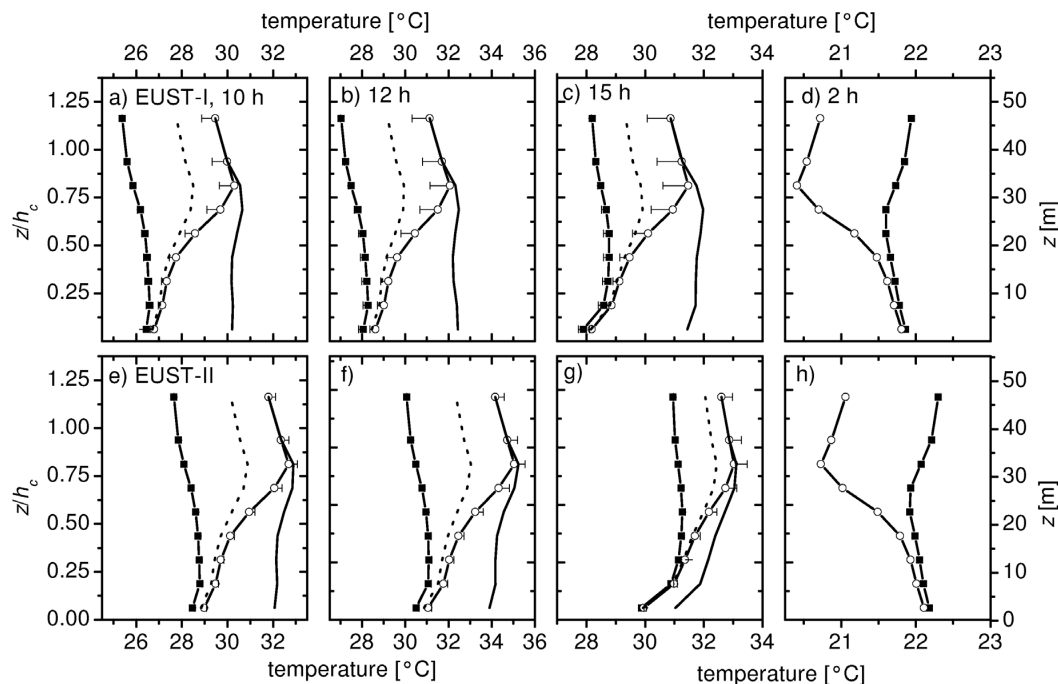 temperature [°C]
temperature [°C]
26 28 30 32
26 28 30 32 34 36
28 30 32 34
21 22 23
a) EUST-I, 10 h
b) 12 h
c) 15 h
d) 2 h
1.25
1.00
0.75
0.50
0.25
z/hc
50
40
30
20
10
z [m]
e) EUST-II
f)
g)
h)
1.25
1.00
0.75
0.50
0.25
0.00
z/hc
50
40
30
20
10
0
z [m]
26 28 30 32
26 28 30 32 34 36
28 30 32 34
21 22 23
temperature [°C]
temperature [°C]